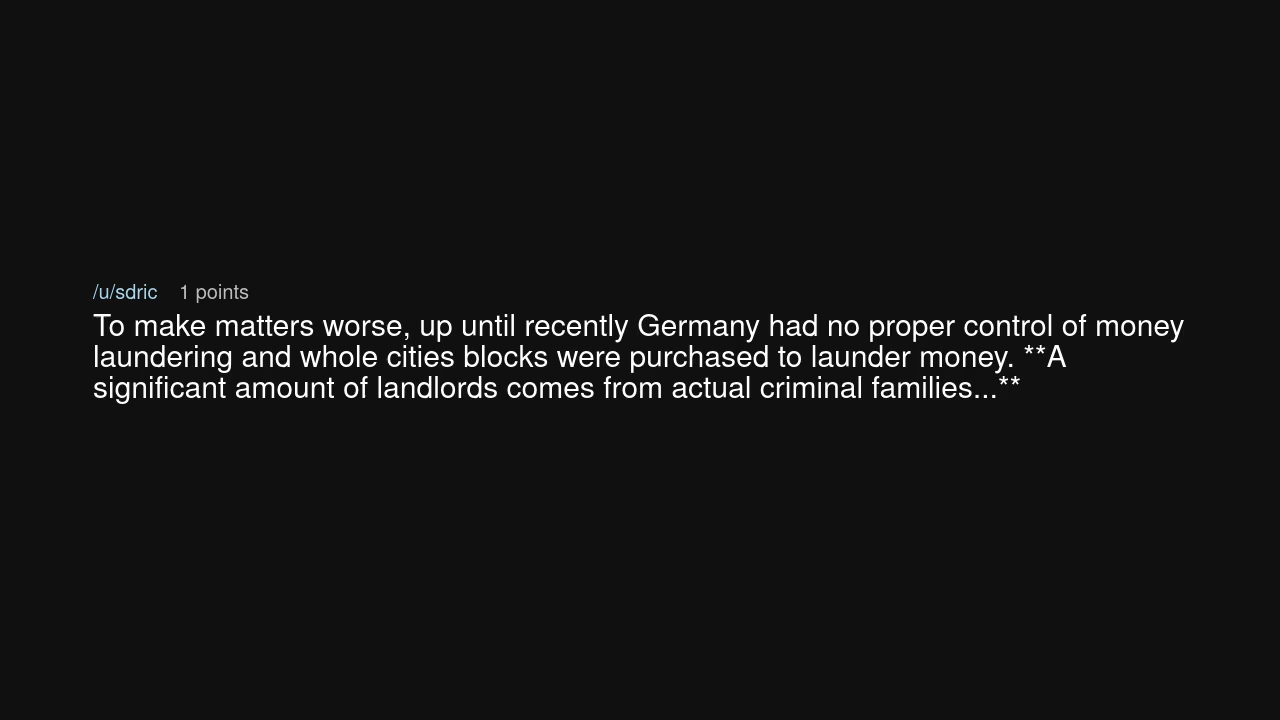 /u/sdric 1 points
To make matters worse, up until recently Germany had no proper control of money
laundering and whole cities blocks were purchased to launder money. **A
significant amount of landlords comes from actual criminal families...**